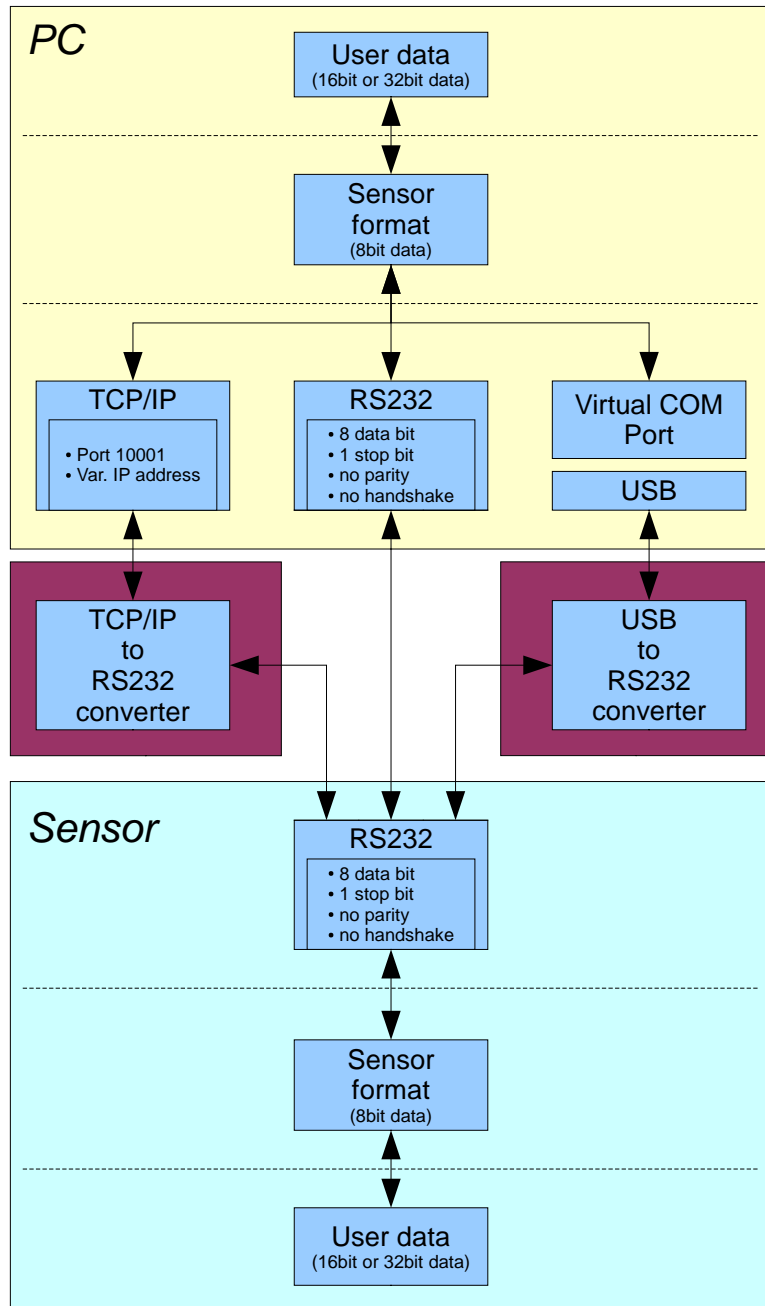 PC
User data
(16bit or 32bit data)
Sensor
format
(8bit data)
TCP/IP
• Port 10001
• Var. IP address
RS232
• 8 data bit
• 1 stop bit
• no parity
• no handshake
Virtual COM
Port
USB
TCP/IP
to
RS232
converter
USB
to
RS232
converter
Sensor
RS232
• 8 data bit
• 1 stop bit
• no parity
• no handshake
Sensor
format
(8bit data)
User data
(16bit or 32bit data)